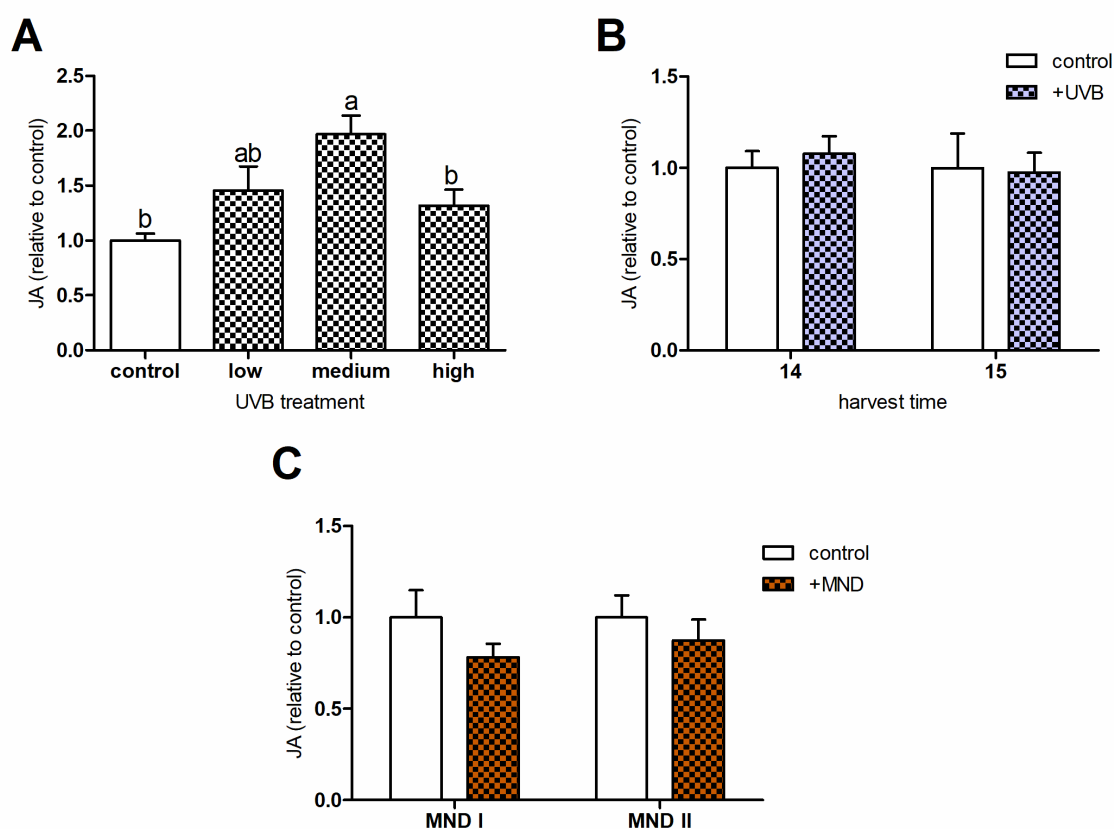 A
JA (relative to control)
2.5
2.0
1.5
1.0
0.5
0.0
b
ab
a
b
control low medium high
UVB treatment
B
control
+UVB
JA (relative to control)
1.5
1.0
0.5
0.0
14 15
harvest time
C
control
+MND
JA (relative to control)
1.5
1.0
0.5
0.0
MND I MND II